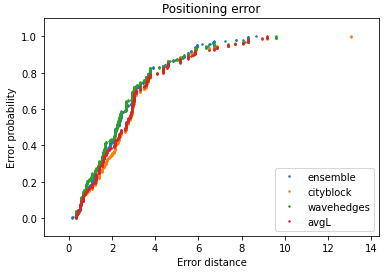 Positioning error
Error probability
1.0
0.8
0.6
0.4
0.2
0.0
ensemble
cityblock
wavehedges
avgL
0 2 4 6 8 10 12 14
Error distance